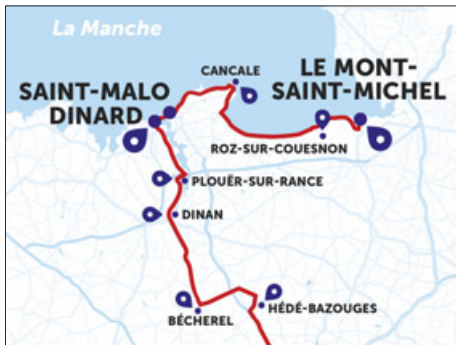 La Manche
CANCALE
LE MONT-
SAINT-MICHEL
SAINT-MALO
DINARD
ROZ-SUR-COUESNON
PLOUËR-SUR-RANCE
DINAN
HÉDÉ-BAZOUGES
BÉCHEREL